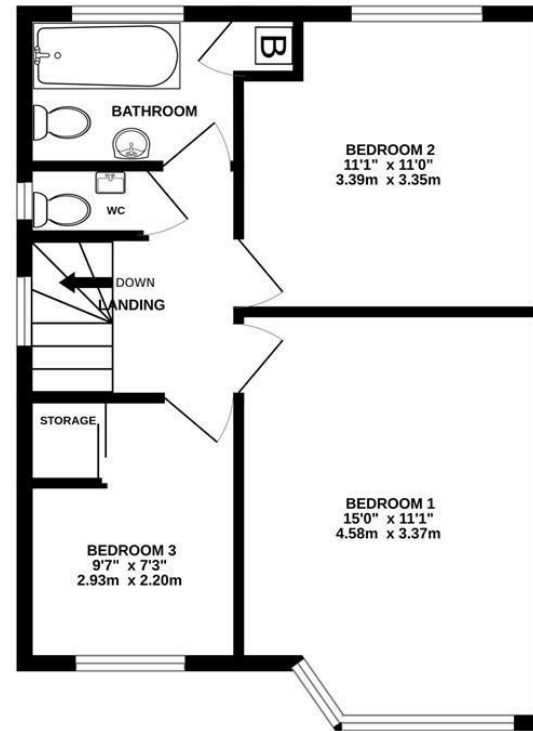 B
BATHROOM
BEDROOM 2
11'1" x 11'0"
3.39m x 3.35m
WC
DOWN
LANDING
STORAGE
BEDROOM 1
15'0" x 11'1"
4.58m x 3.37m
BEDROOM 3
9'7" x 7'3"
2.93m x 2.20m